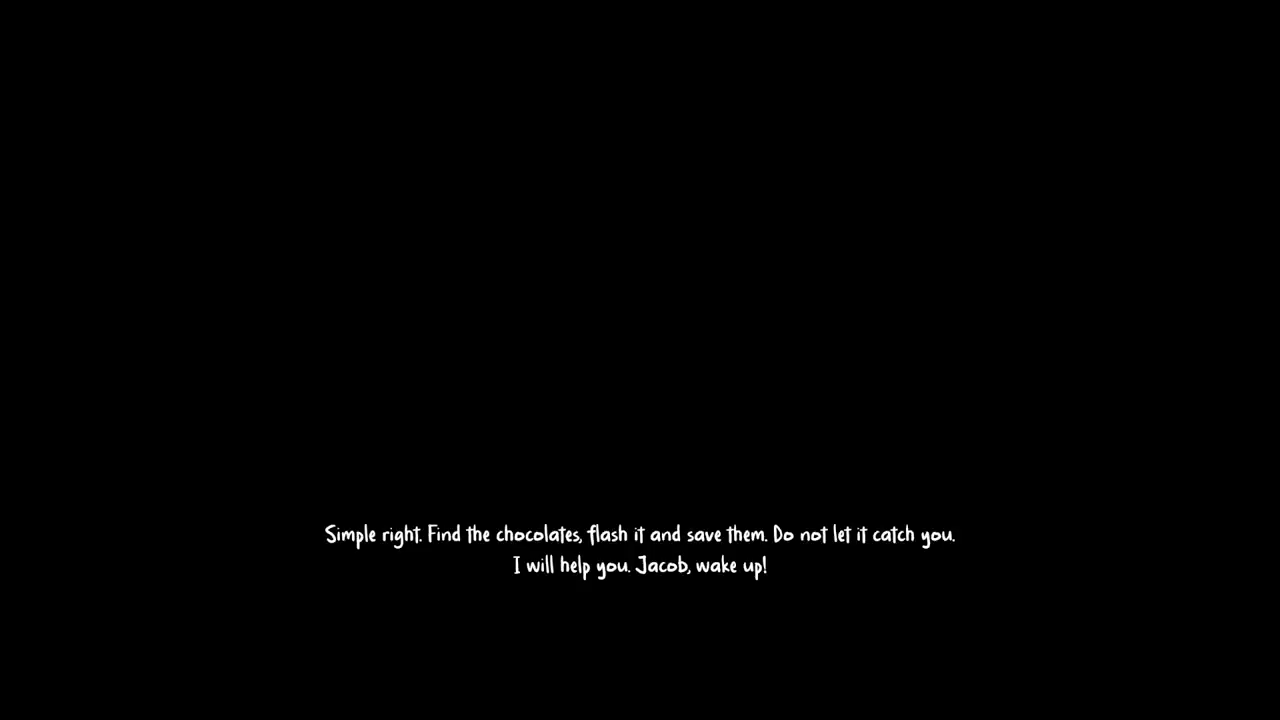 Simple right. Find the chocolates, flash it and save them. Do not let it catch you.
I will help you. Jacob, wake up!